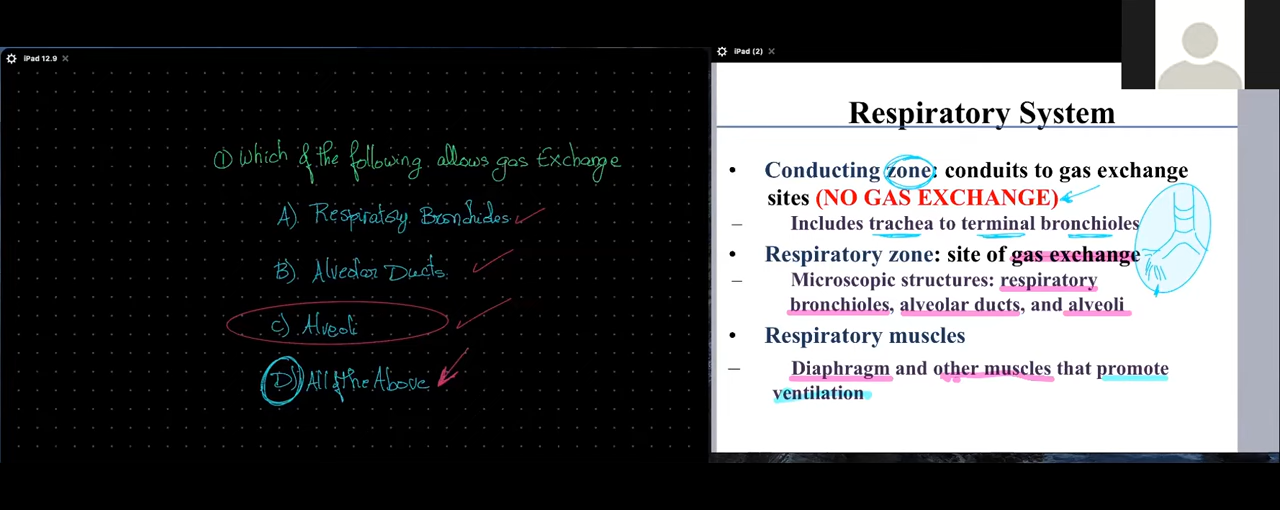 iPad 12.9
① Which of the following allows gas Exchange
A). Respiratory Bronchioles
B). Alveolar Ducts.
C) Alveoli
D) All of the Above
iPad (2)
Respiratory System
• Conducting zone: conduits to gas exchange
sites (NO GAS EXCHANGE)
– Includes trachea to terminal bronchioles
• Respiratory zone: site of gas exchange
– Microscopic structures: respiratory
bronchioles, alveolar ducts, and alveoli
• Respiratory muscles
– Diaphragm and other muscles that promote
ventilation